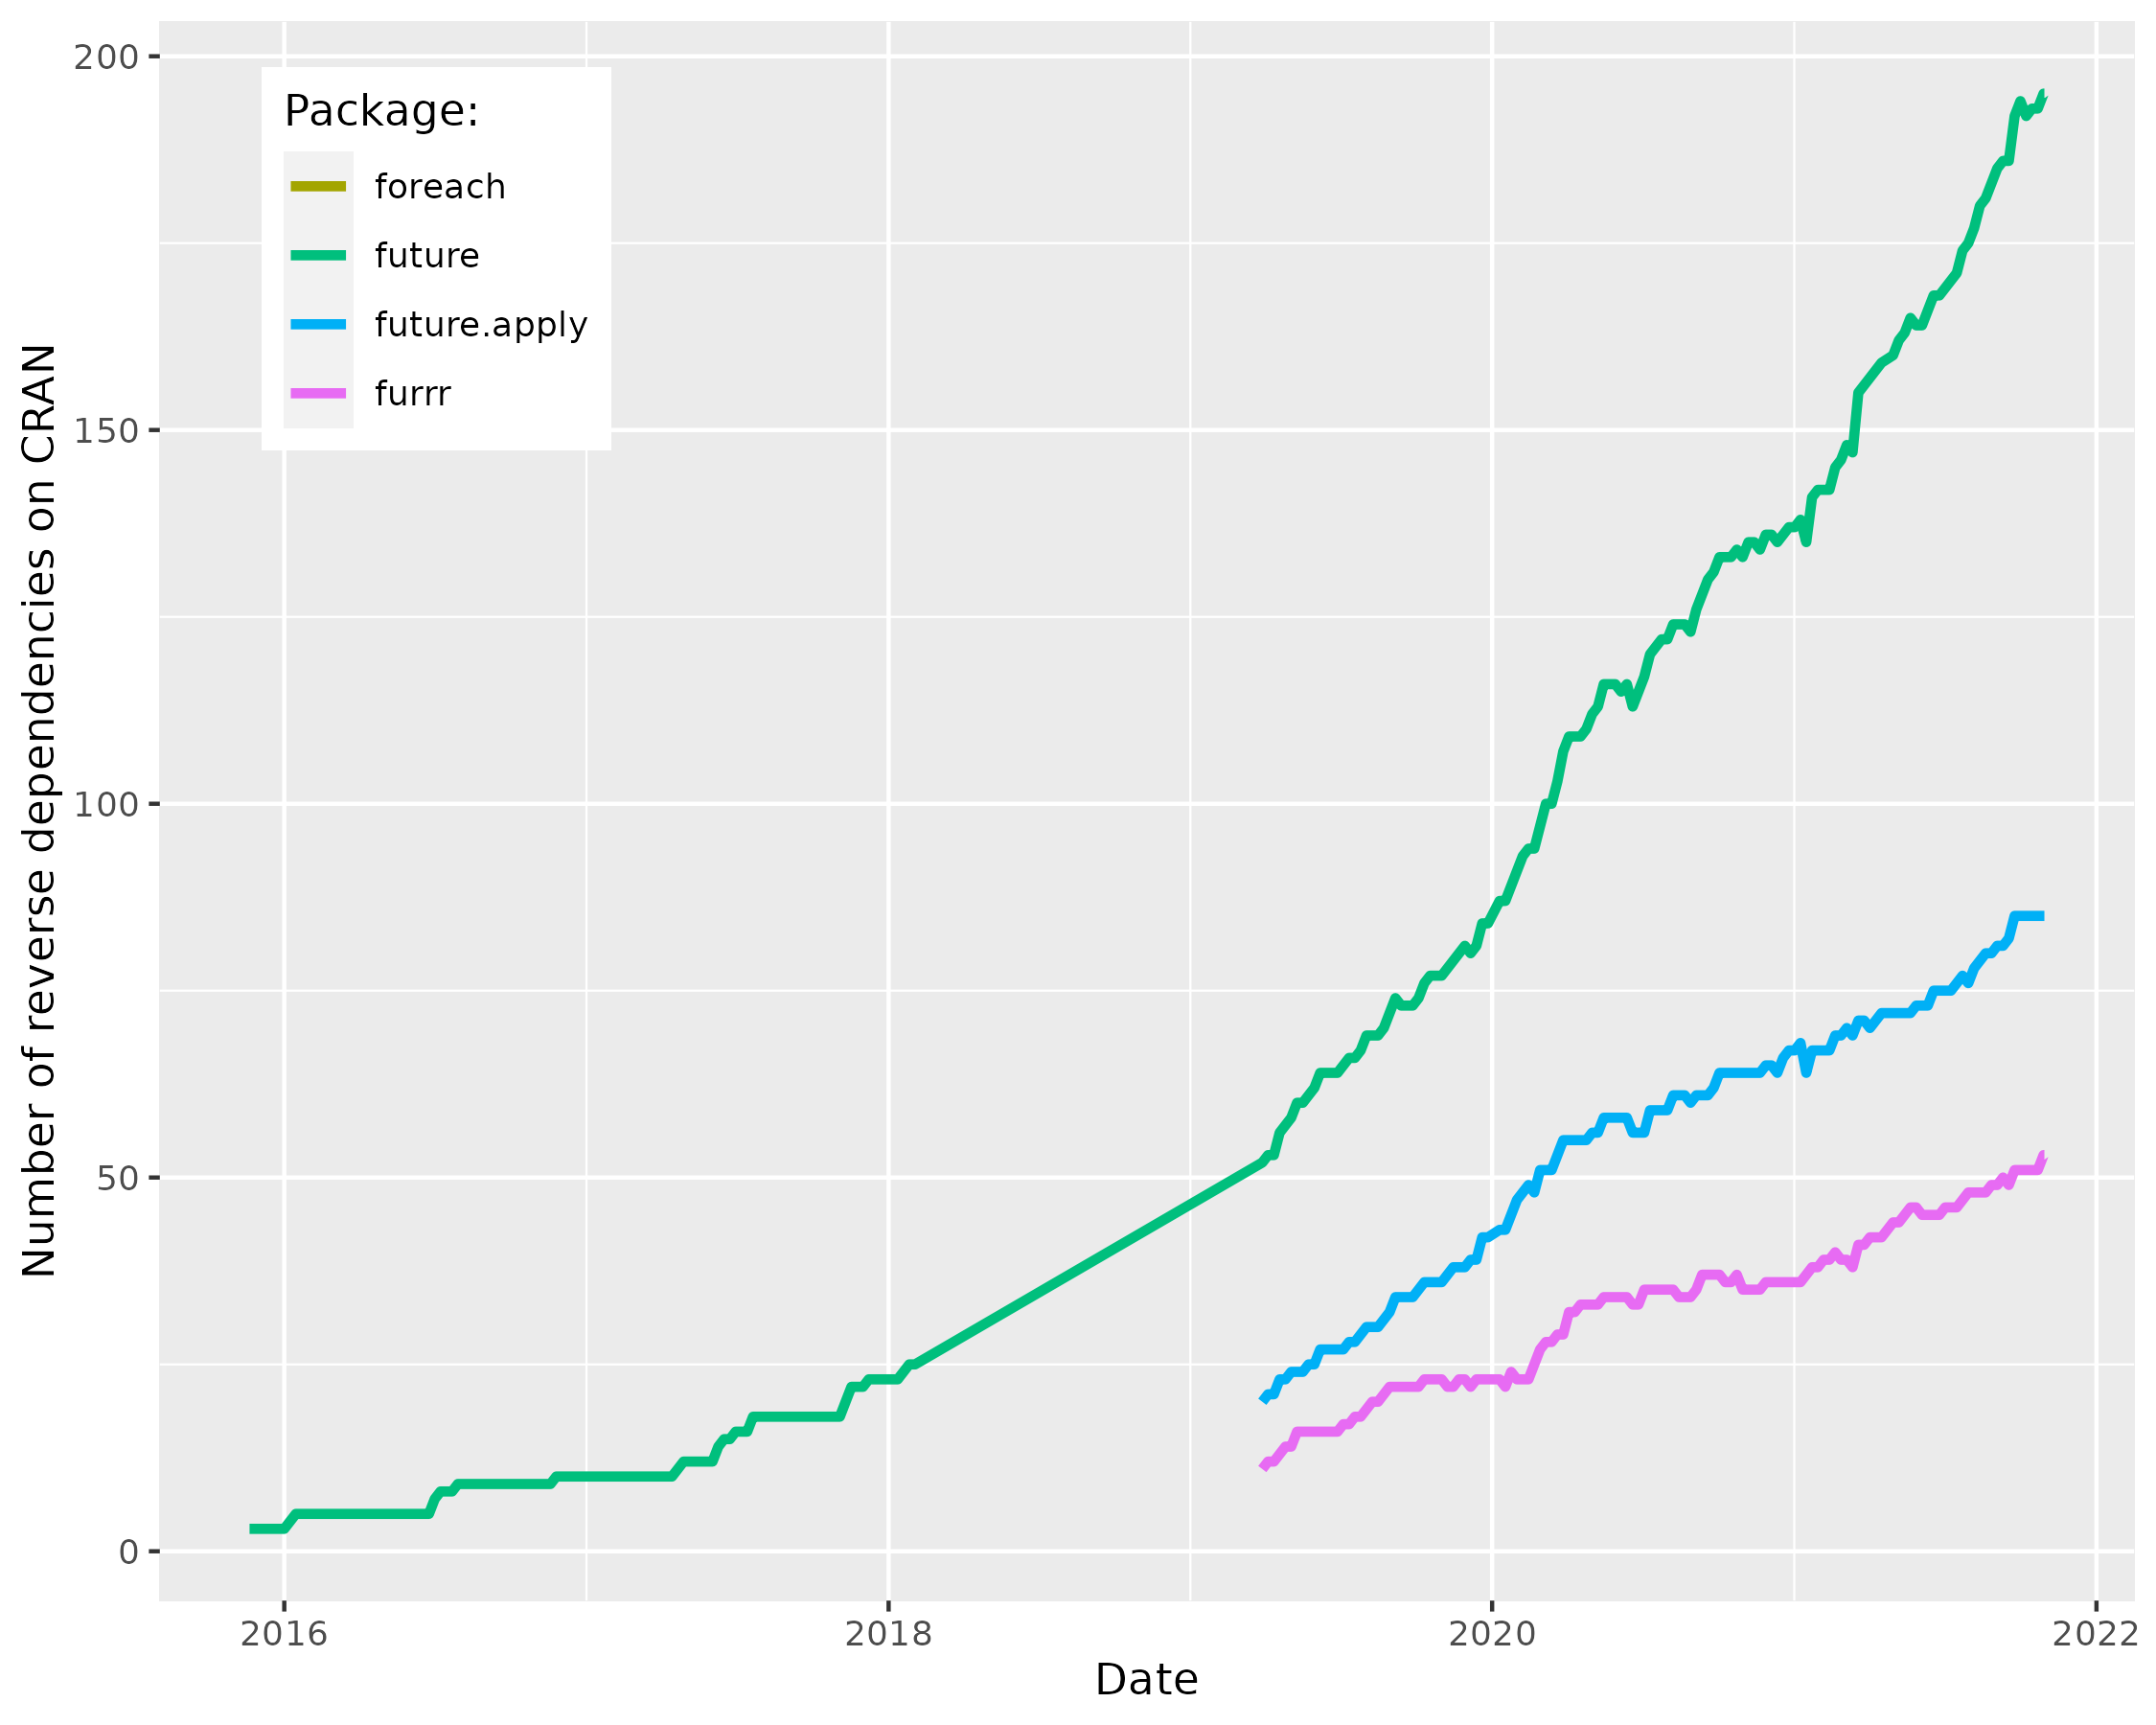 Package:
foreach
future
future.apply
furrr
Number of reverse dependencies on CRAN
200
150
100
50
0
2016
2018
2020
2022
Date